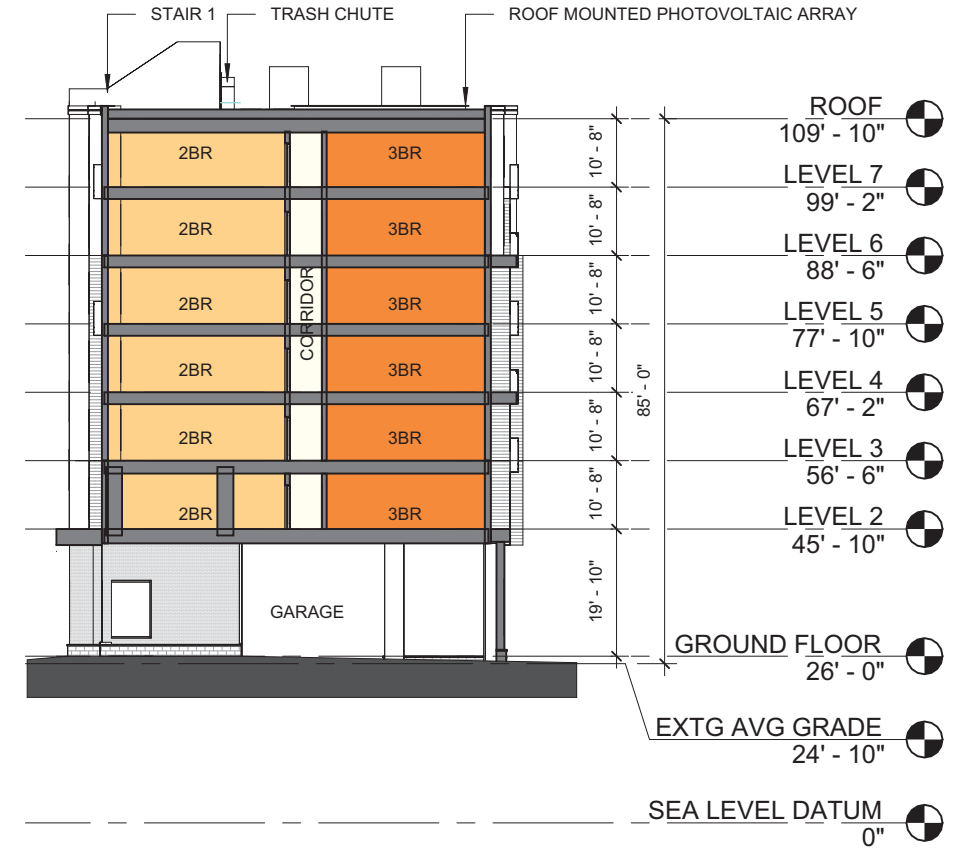 STAIR 1
TRASH CHUTE
ROOF MOUNTED PHOTOVOLTAIC ARRAY
ROOF
109' - 10"
2BR
3BR
10' - 8"
LEVEL 7
99' - 2"
2BR
3BR
10' - 8"
LEVEL 6
88' - 6"
2BR
CORRIDOR
3BR
10' - 8"
LEVEL 5
77' - 10"
2BR
3BR
10' - 8"
85' - 0"
LEVEL 4
67' - 2"
2BR
3BR
10' - 8"
LEVEL 3
56' - 6"
2BR
3BR
10' - 8"
LEVEL 2
45' - 10"
GARAGE
19' - 10"
GROUND FLOOR
26' - 0"
EXTG AVG GRADE
24' - 10"
SEA LEVEL DATUM
0"